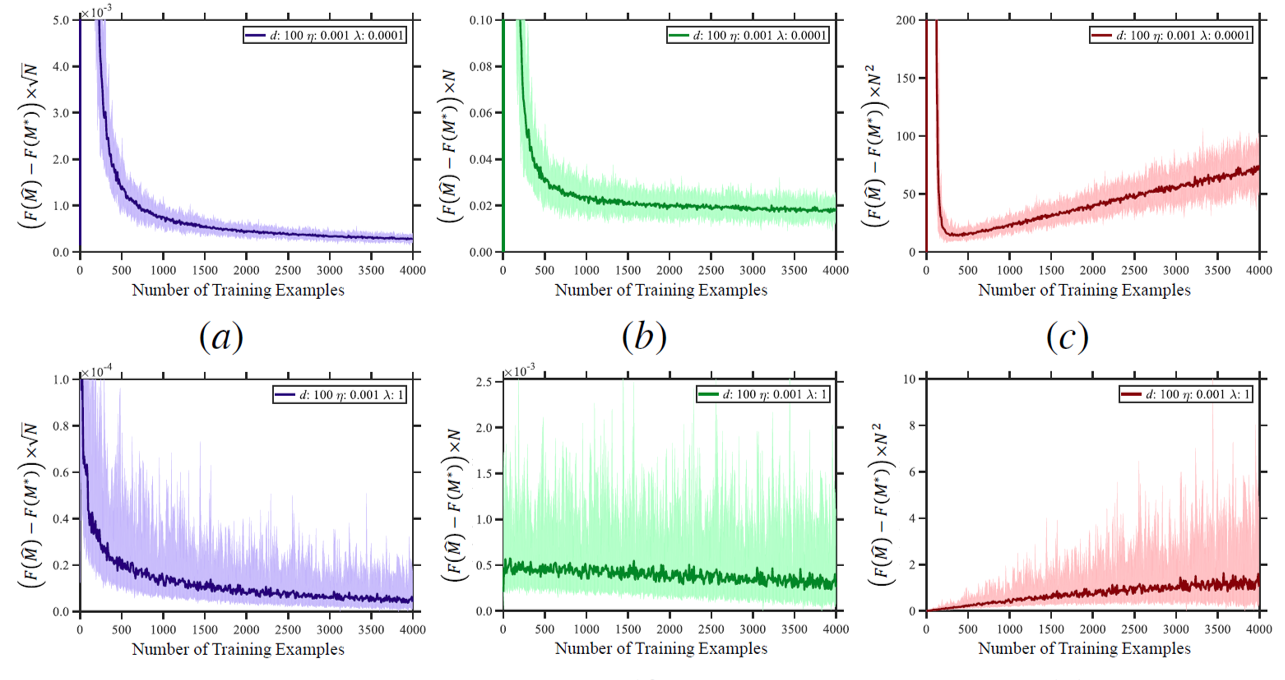 ×10⁻³
5.0
4.0
3.0
2.0
1.0
0.0
0 500 1000 1500 2000 2500 3000 3500 4000
(F(M̂) − F(M*))×√N
d: 100 η: 0.001 λ: 0.0001
Number of Training Examples
(a)
0.10
0.08
0.06
0.04
0.02
0.00
0 500 1000 1500 2000 2500 3000 3500 4000
(F(M̂) − F(M*))×N
d: 100 η: 0.001 λ: 0.0001
Number of Training Examples
(b)
200
150
100
50
0
0 500 1000 1500 2000 2500 3000 3500 4000
(F(M̂) − F(M*))×N²
d: 100 η: 0.001 λ: 0.0001
Number of Training Examples
(c)
×10⁻⁴
1.0
0.8
0.6
0.4
0.2
0.0
0 500 1000 1500 2000 2500 3000 3500 4000
(F(M̂) − F(M*))×√N
d: 100 η: 0.001 λ: 1
Number of Training Examples
×10⁻³
2.5
2.0
1.5
1.0
0.5
0.0
0 500 1000 1500 2000 2500 3000 3500 4000
(F(M̂) − F(M*))×N
d: 100 η: 0.001 λ: 1
Number of Training Examples
10
8
6
4
2
0
0 500 1000 1500 2000 2500 3000 3500 4000
(F(M̂) − F(M*))×N²
d: 100 η: 0.001 λ: 1
Number of Training Examples